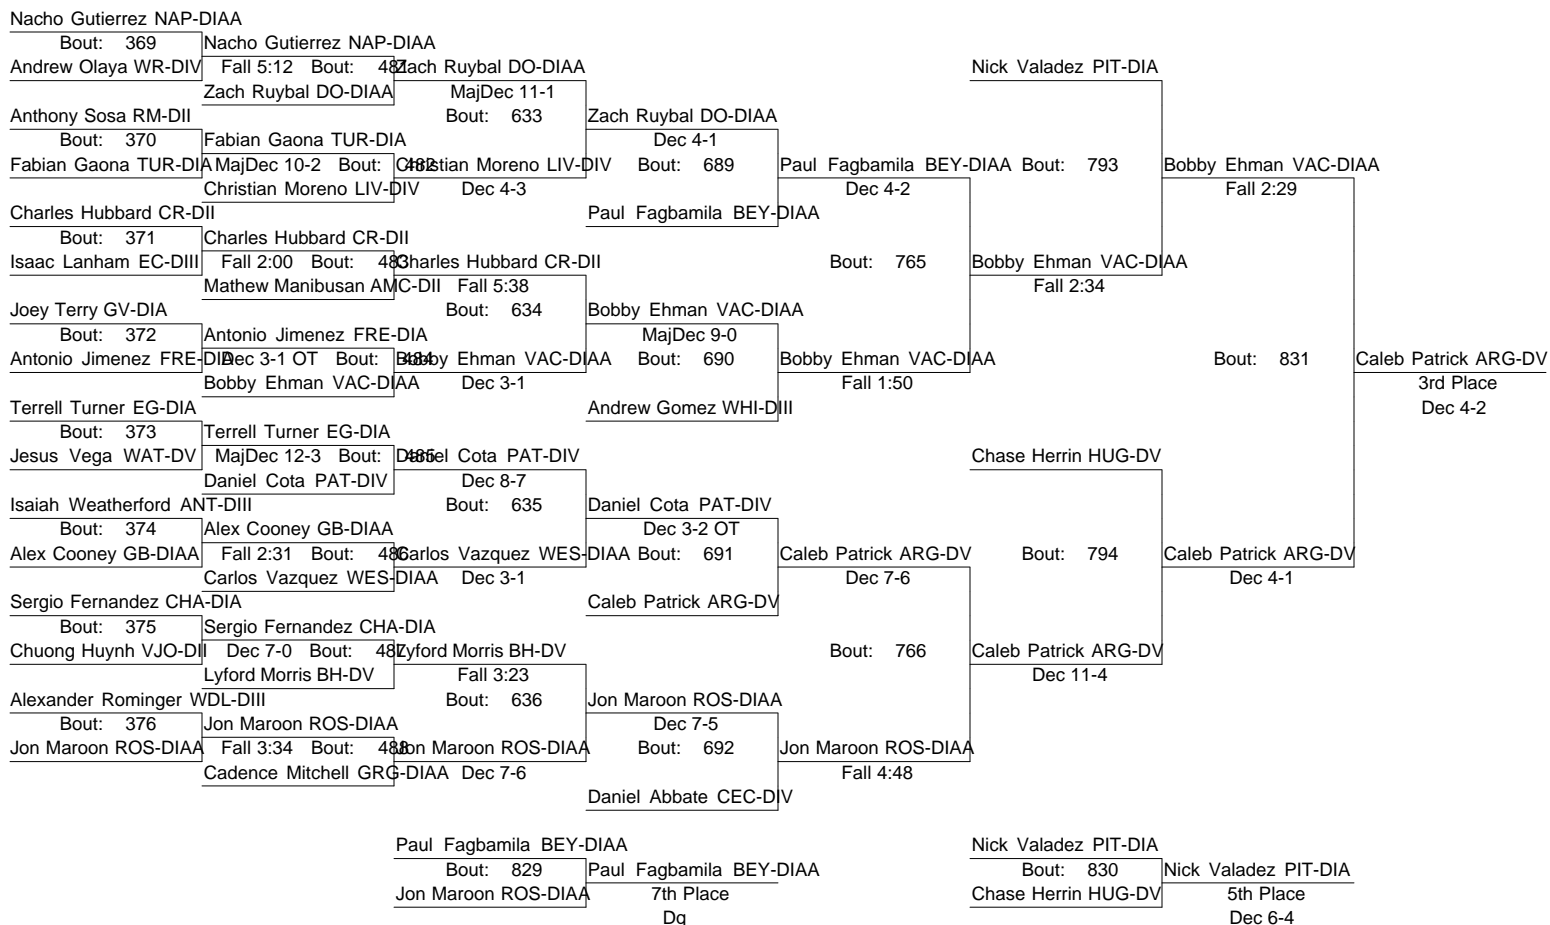 Nacho Gutierrez NAP-DIAA
Bout: 369
Andrew Olaya WR-DIV
Anthony Sosa RM-DII
Bout: 370
Fabian Gaona TUR-DIA
Charles Hubbard CR-DII
Bout: 371
Isaac Lanham EC-DIII
Joey Terry GV-DIA
Bout: 372
Antonio Jimenez FRE-DIA
Terrell Turner EG-DIA
Bout: 373
Jesus Vega WAT-DV
Isaiah Weatherford ANT-DIII
Bout: 374
Alex Cooney GB-DIAA
Sergio Fernandez CHA-DIA
Bout: 375
Chuong Huynh VJO-DII
Alexander Rominger WDL-DIII
Bout: 376
Jon Maroon ROS-DIAA
Nacho Gutierrez NAP-DIAA
Fall 5:12 Bout: 481
Zach Ruybal DO-DIAA
Fabian Gaona TUR-DIA
MajDec 10-2 Bout: 482
Christian Moreno LIV-DIV
Charles Hubbard CR-DII
Fall 2:00 Bout: 483
Mathew Manibusan AMC-DII
Antonio Jimenez FRE-DIA
Dec 3-1 OT Bout: 484
Bobby Ehman VAC-DIAA
Terrell Turner EG-DIA
MajDec 12-3 Bout: 485
Daniel Cota PAT-DIV
Alex Cooney GB-DIAA
Fall 2:31 Bout: 486
Carlos Vazquez WES-DIAA
Sergio Fernandez CHA-DIA
Dec 7-0 Bout: 487
Lyford Morris BH-DV
Jon Maroon ROS-DIAA
Fall 3:34 Bout: 488
Cadence Mitchell GRG-DIAA
Zach Ruybal DO-DIAA
MajDec 11-1
Bout: 633
Christian Moreno LIV-DIV
Dec 4-3
Charles Hubbard CR-DII
Fall 5:38
Bout: 634
Bobby Ehman VAC-DIAA
Dec 3-1
Daniel Cota PAT-DIV
Dec 8-7
Bout: 635
Carlos Vazquez WES-DIAA
Dec 3-1
Lyford Morris BH-DV
Fall 3:23
Bout: 636
Jon Maroon ROS-DIAA
Dec 7-6
Zach Ruybal DO-DIAA
Dec 4-1
Bout: 689
Paul Fagbamila BEY-DIAA
Bobby Ehman VAC-DIAA
MajDec 9-0
Bout: 690
Andrew Gomez WHI-DIII
Daniel Cota PAT-DIV
Dec 3-2 OT
Bout: 691
Caleb Patrick ARG-DV
Jon Maroon ROS-DIAA
Dec 7-5
Bout: 692
Daniel Abbate CEC-DIV
Paul Fagbamila BEY-DIAA
Dec 4-2
Bout: 765
Bobby Ehman VAC-DIAA
Fall 1:50
Caleb Patrick ARG-DV
Dec 7-6
Bout: 766
Jon Maroon ROS-DIAA
Fall 4:48
Nick Valadez PIT-DIA
Bout: 793
Bobby Ehman VAC-DIAA
Fall 2:34
Chase Herrin HUG-DV
Bout: 794
Caleb Patrick ARG-DV
Dec 11-4
Bobby Ehman VAC-DIAA
Fall 2:29
Bout: 831
Caleb Patrick ARG-DV
Dec 4-1
Caleb Patrick ARG-DV
3rd Place
Dec 4-2
Paul Fagbamila BEY-DIAA
Bout: 829
Jon Maroon ROS-DIAA
Paul Fagbamila BEY-DIAA
7th Place
Dq
Nick Valadez PIT-DIA
Bout: 830
Chase Herrin HUG-DV
Nick Valadez PIT-DIA
5th Place
Dec 6-4